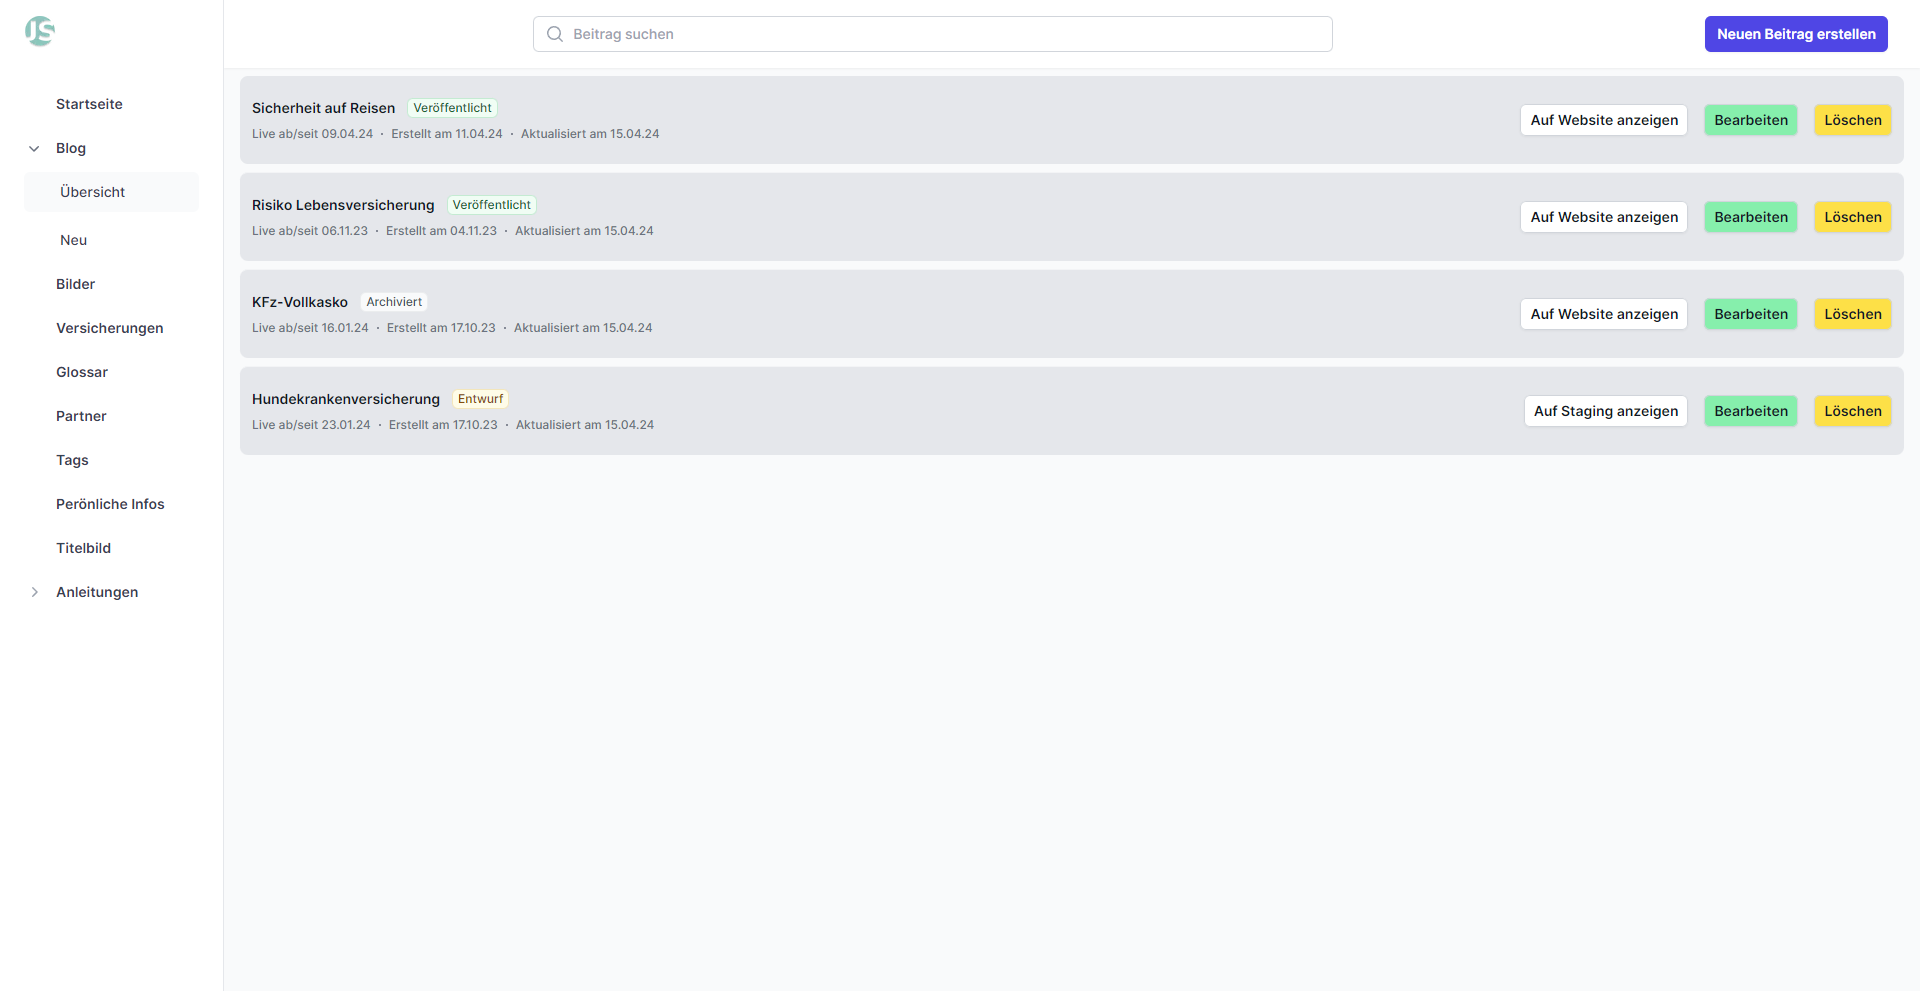 JS
Beitrag suchen
Neuen Beitrag erstellen
Startseite
Blog
Übersicht
Neu
Bilder
Versicherungen
Glossar
Partner
Tags
Perönliche Infos
Titelbild
Anleitungen
Sicherheit auf Reisen Veröffentlicht
Live ab/seit 09.04.24 · Erstellt am 11.04.24 · Aktualisiert am 15.04.24
Auf Website anzeigen Bearbeiten Löschen
Risiko Lebensversicherung Veröffentlicht
Live ab/seit 06.11.23 · Erstellt am 04.11.23 · Aktualisiert am 15.04.24
Auf Website anzeigen Bearbeiten Löschen
KFz-Vollkasko Archiviert
Live ab/seit 16.01.24 · Erstellt am 17.10.23 · Aktualisiert am 15.04.24
Auf Website anzeigen Bearbeiten Löschen
Hundekrankenversicherung Entwurf
Live ab/seit 23.01.24 · Erstellt am 17.10.23 · Aktualisiert am 15.04.24
Auf Staging anzeigen Bearbeiten Löschen